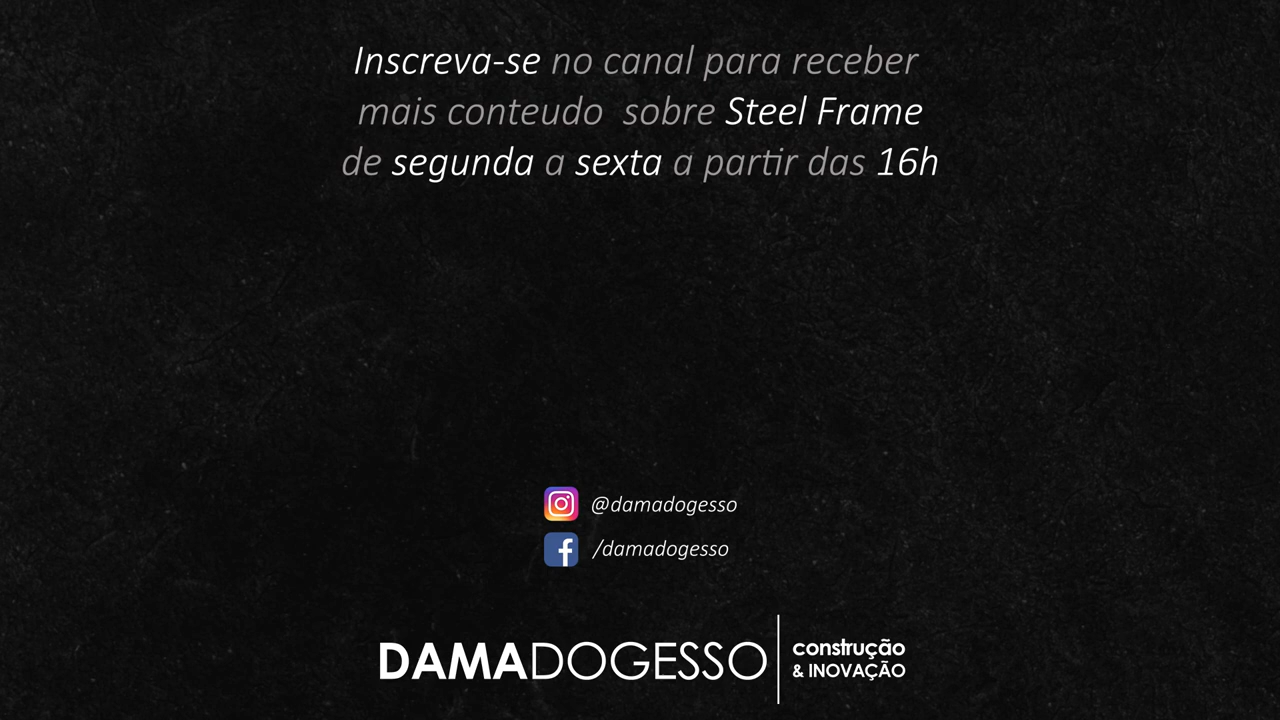 Inscreva-se no canal para receber
mais conteudo sobre Steel Frame
de segunda a sexta a partir das 16h
@damadogesso
/damadogesso
DAMADOGESSO
construção
& INOVAÇÃO